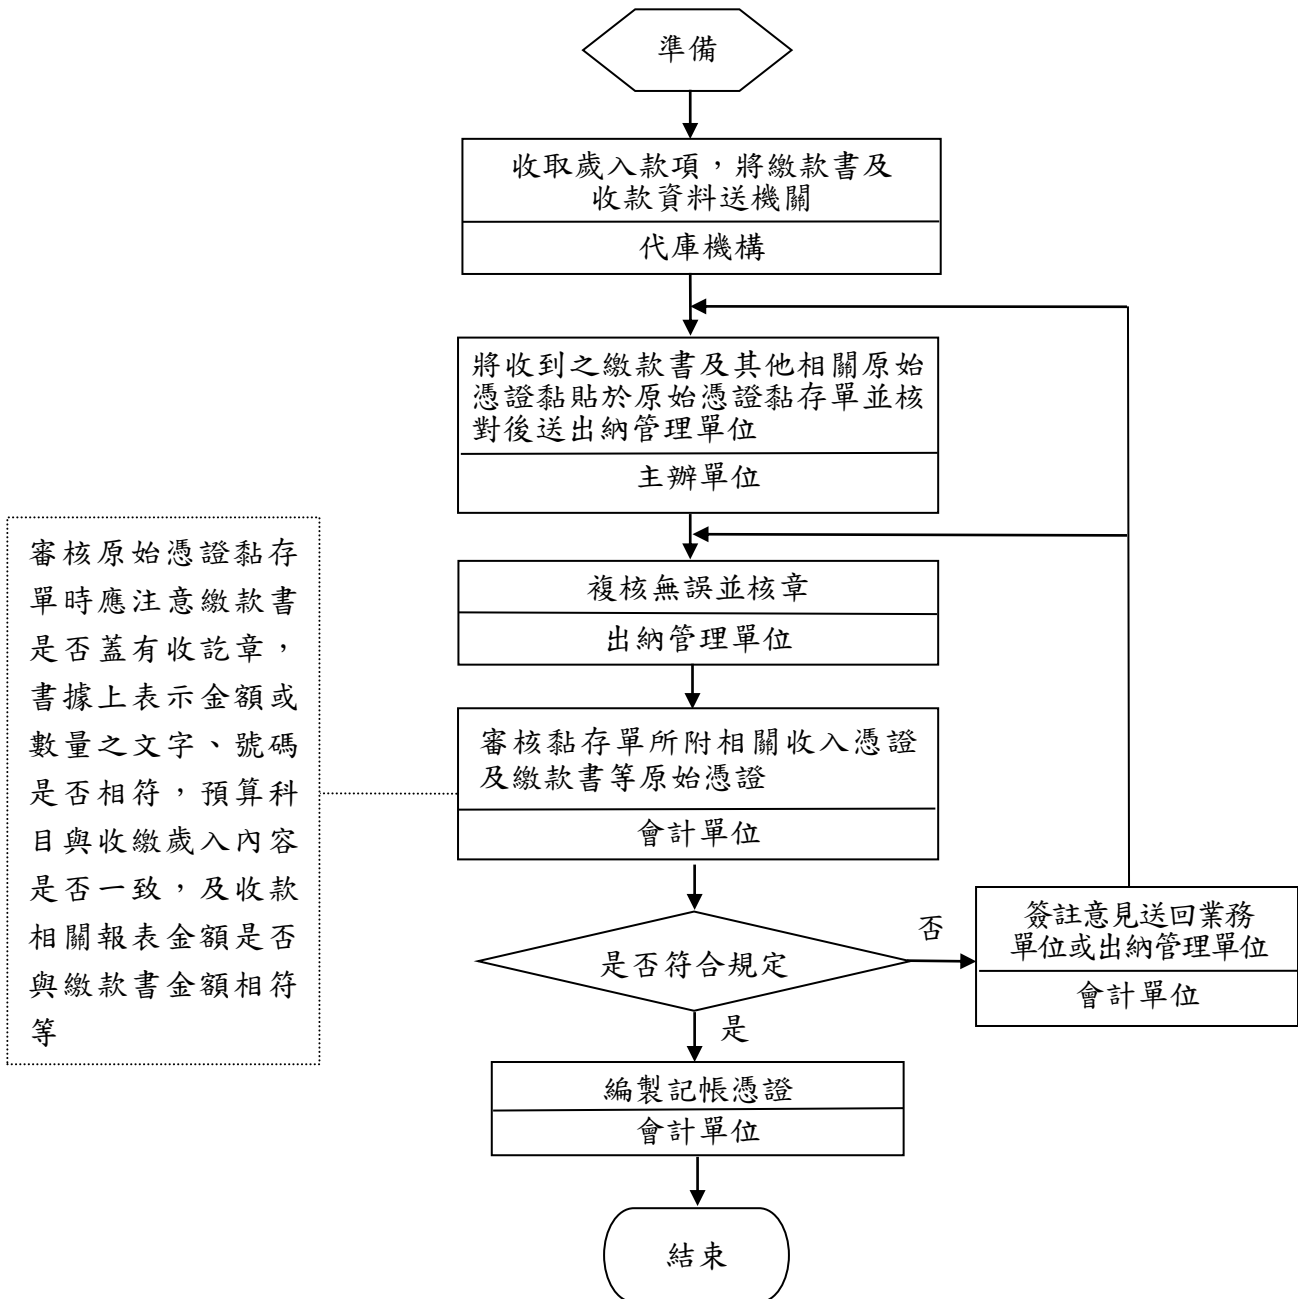 準備
收取歲入款項，將繳款書及
收款資料送機關
代庫機構
將收到之繳款書及其他相關原始
憑證黏貼於原始憑證黏存單並核
對後送出納管理單位
主辦單位
複核無誤並核章
出納管理單位
審核原始憑證黏存
單時應注意繳款書
是否蓋有收訖章，
書據上表示金額或
數量之文字、號碼
是否相符，預算科
目與收繳歲入內容
是否一致，及收款
相關報表金額是否
與繳款書金額相符
等
審核黏存單所附相關收入憑證
及繳款書等原始憑證
會計單位
是否符合規定
否
簽註意見送回業務
單位或出納管理單位
會計單位
是
編製記帳憑證
會計單位
結束